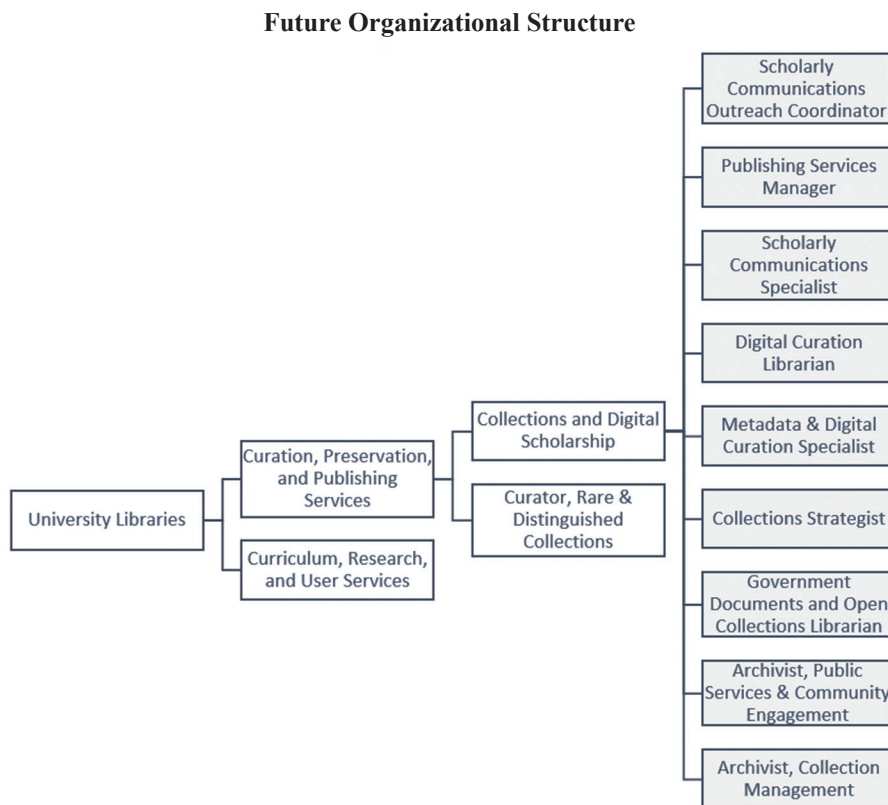 Future Organizational Structure
Scholarly
Communications
Outreach Coordinator
Publishing Services
Manager
Scholarly
Communications
Specialist
Digital Curation
Librarian
Collections and Digital
Scholarship
Metadata & Digital
Curation Specialist
Curation, Preservation,
and Publishing
Services
University Libraries
Curator, Rare &
Distinguished
Collections
Collections Strategist
Curriculum, Research,
and User Services
Government
Documents and Open
Collections Librarian
Archivist, Public
Services & Community
Engagement
Archivist, Collection
Management